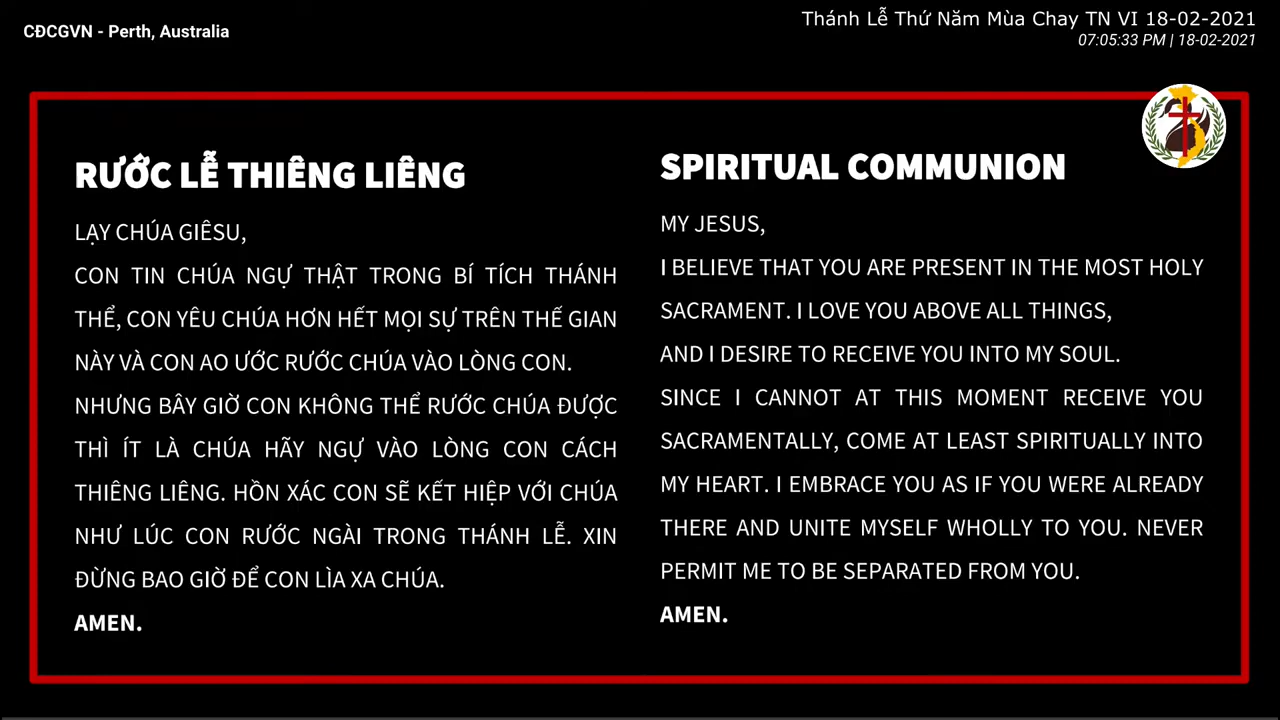 CĐCGVN - Perth, Australia
Thánh Lễ Thứ Năm Mùa Chay TN VI 18-02-2021
07:05:33 PM | 18-02-2021
RƯỚC LỄ THIÊNG LIÊNG
LẠY CHÚA GIÊSU,
CON TIN CHÚA NGỰ THẬT TRONG BÍ TÍCH THÁNH
THỂ, CON YÊU CHÚA HƠN HẾT MỌI SỰ TRÊN THẾ GIAN
NÀY VÀ CON AO ƯỚC RƯỚC CHÚA VÀO LÒNG CON.
NHƯNG BÂY GIỜ CON KHÔNG THỂ RƯỚC CHÚA ĐƯỢC
THÌ ÍT LÀ CHÚA HÃY NGỰ VÀO LÒNG CON CÁCH
THIÊNG LIÊNG. HỒN XÁC CON SẼ KẾT HIỆP VỚI CHÚA
NHƯ LÚC CON RƯỚC NGÀI TRONG THÁNH LỄ. XIN
ĐỪNG BAO GIỜ ĐỂ CON LÌA XA CHÚA.
AMEN.
SPIRITUAL COMMUNION
MY JESUS,
I BELIEVE THAT YOU ARE PRESENT IN THE MOST HOLY
SACRAMENT. I LOVE YOU ABOVE ALL THINGS,
AND I DESIRE TO RECEIVE YOU INTO MY SOUL.
SINCE I CANNOT AT THIS MOMENT RECEIVE YOU
SACRAMENTALLY, COME AT LEAST SPIRITUALLY INTO
MY HEART. I EMBRACE YOU AS IF YOU WERE ALREADY
THERE AND UNITE MYSELF WHOLLY TO YOU. NEVER
PERMIT ME TO BE SEPARATED FROM YOU.
AMEN.